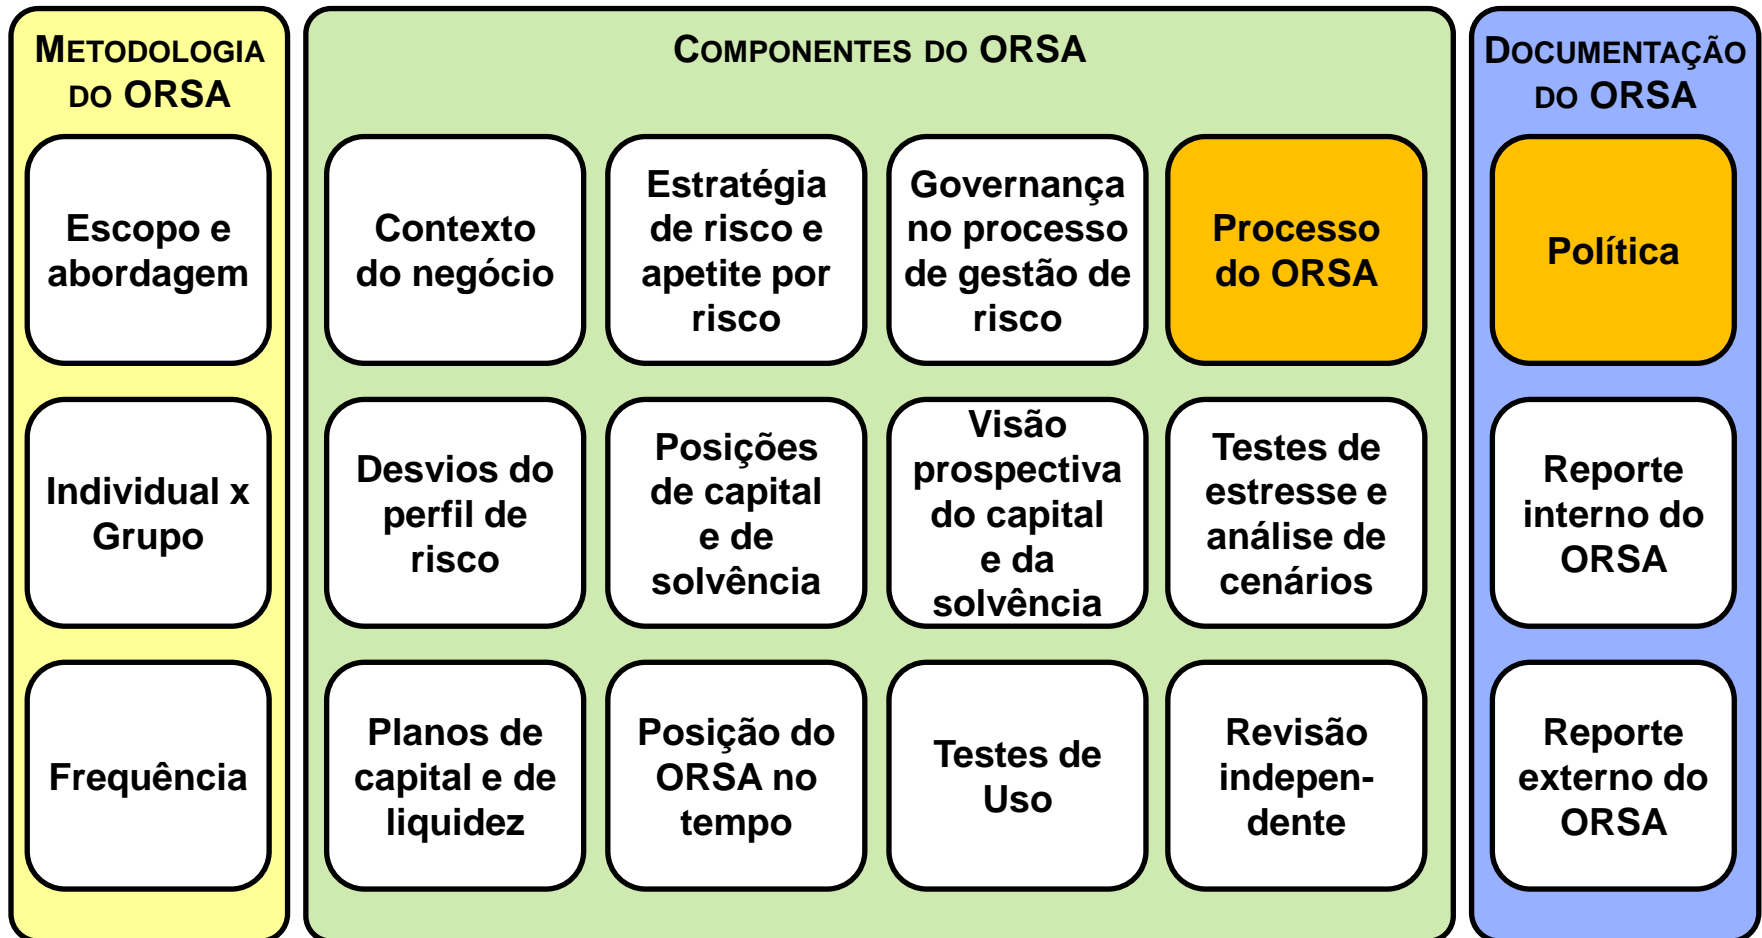 METODOLOGIA
DO ORSA
Escopo e
abordagem
Individual x
Grupo
Frequência
COMPONENTES DO ORSA
Contexto
do negócio
Estratégia
de risco e
apetite por
risco
Governança
no processo
de gestão de
risco
Processo
do ORSA
Desvios do
perfil de
risco
Posições
de capital
e de
solvência
Visão
prospectiva
do capital
e da
solvência
Testes de
estresse e
análise de
cenários
Planos de
capital e de
liquidez
Posição do
ORSA no
tempo
Testes de
Uso
Revisão
indepen-
dente
DOCUMENTAÇÃO
DO ORSA
Política
Reporte
interno do
ORSA
Reporte
externo do
ORSA